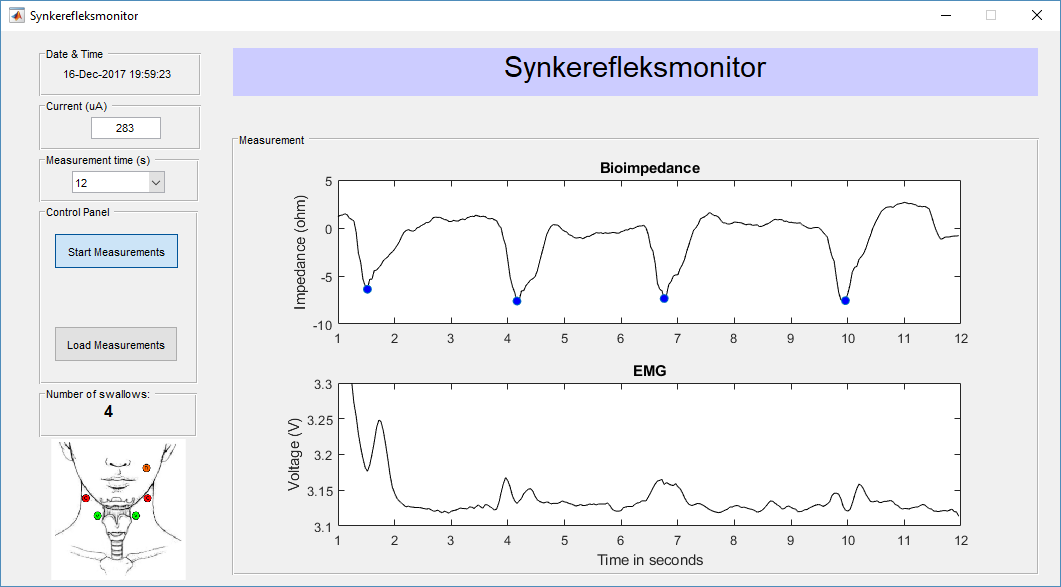 Synkerefleksmonitor
Date & Time
16-Dec-2017 19:59:23
Current (uA)
283
Measurement time (s)
12
Control Panel
Start Measurements
Load Measurements
Number of swallows:
4
Synkerefleksmonitor
Measurement
Bioimpedance
Impedance (ohm)
5
0
-5
-10
1 2 3 4 5 6 7 8 9 10 11 12
EMG
Voltage (V)
3.3
3.25
3.2
3.15
3.1
1 2 3 4 5 6 7 8 9 10 11 12
Time in seconds